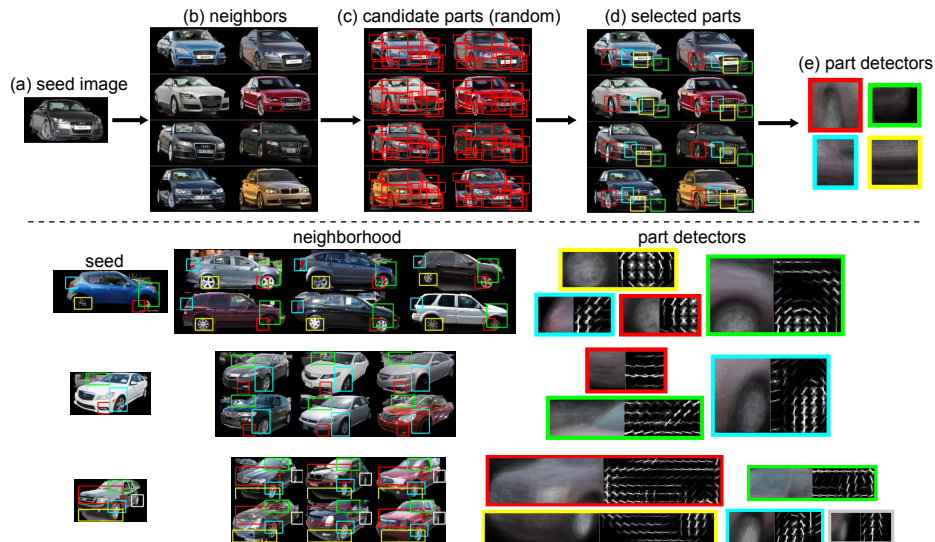 (a) seed image
(b) neighbors
(c) candidate parts (random)
(d) selected parts
(e) part detectors
seed
neighborhood
part detectors